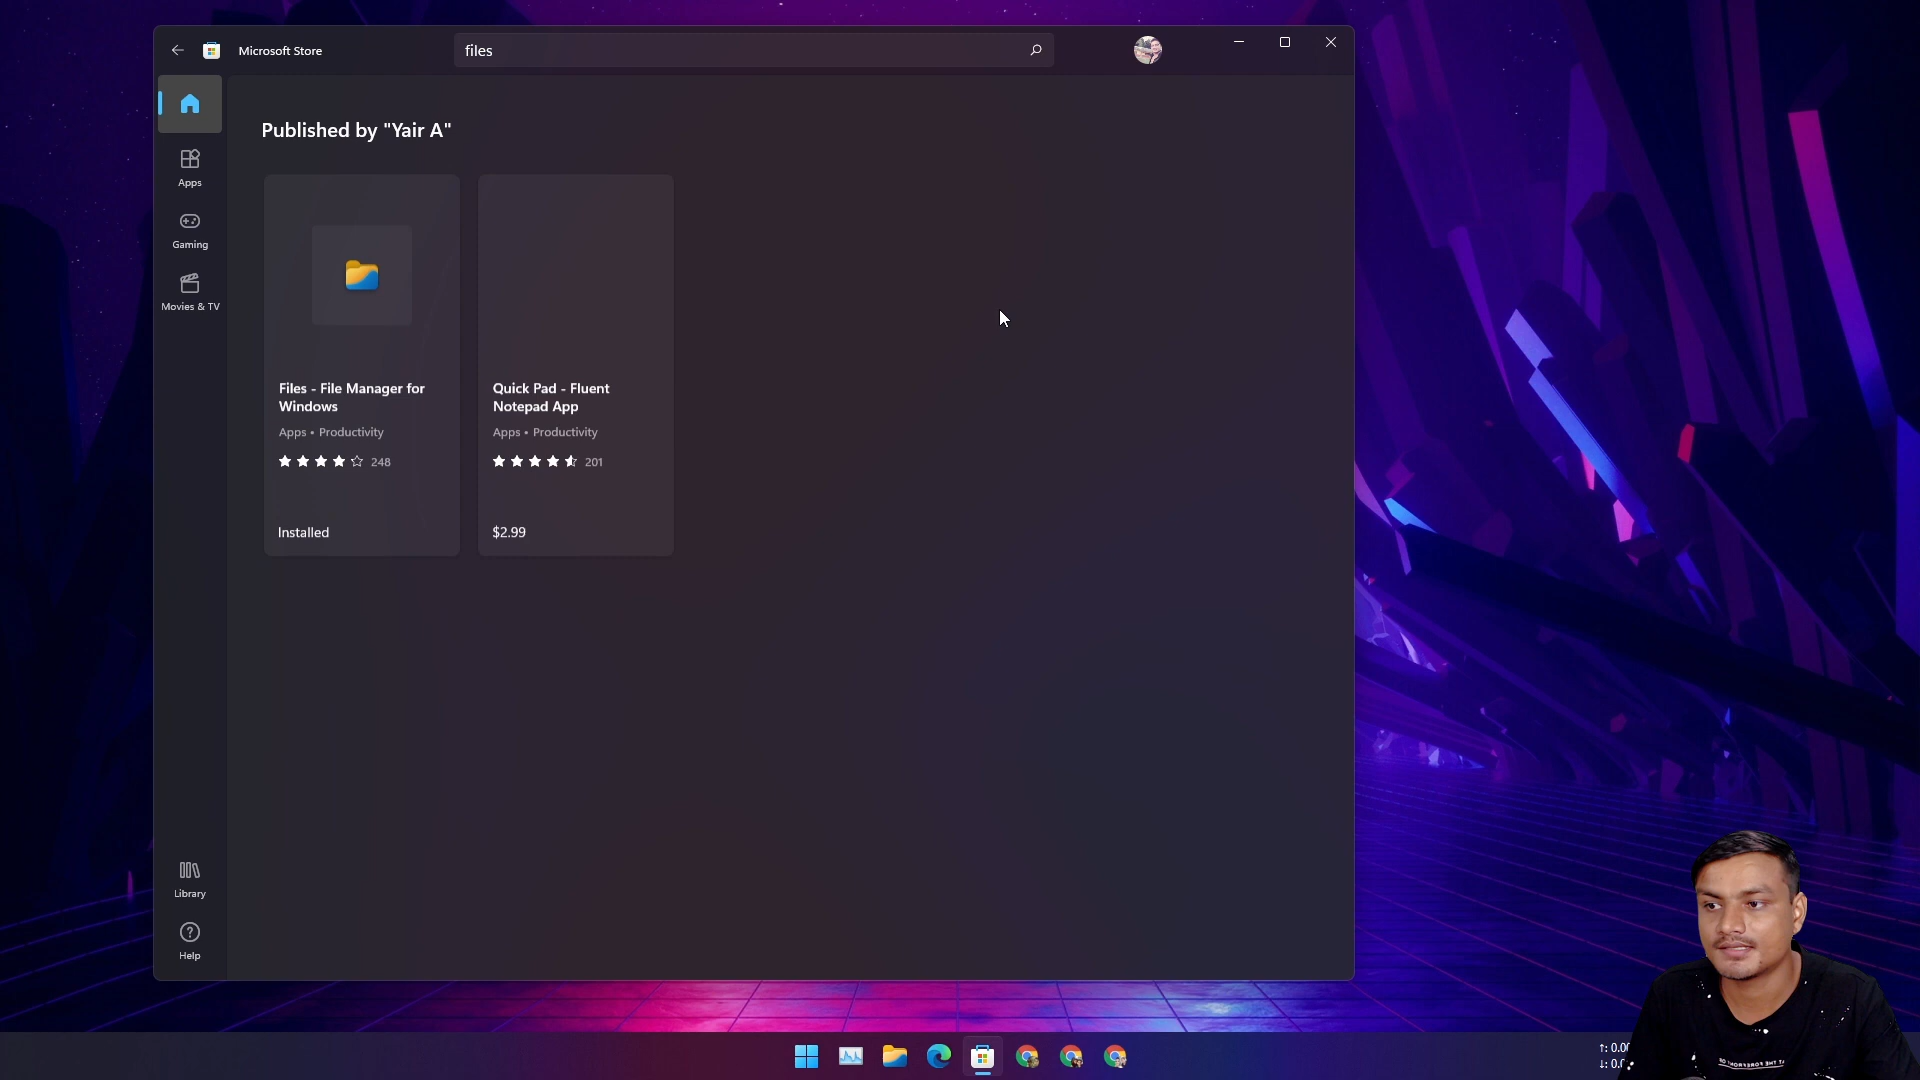 Microsoft Store
files
Published by "Yair A"
Apps
Gaming
Movies & TV
Library
Help
Files - File Manager for
Windows
Apps • Productivity
248
Installed
Quick Pad - Fluent
Notepad App
Apps • Productivity
201
$2.99